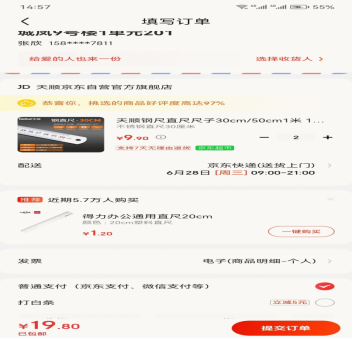 14:57
55%
填写订单
城凤9号楼1单元201
张欣 158****7811
给爱的人也来一份
选择收货人
JD 天顺京东自营官方旗舰店
恭喜你，挑选的商品好评度高达97%
天顺钢尺直尺尺子30cm/50cm1米 1...
不锈钢直尺30厘米
¥9.90
2
支持7天无理由退货
配送
京东快递(送货上门)
6月28日 [周三] 09:00-21:00
推荐 近期5.7万人购买
得力办公通用直尺20cm
颜色：20cm塑料直尺
¥1.20
一键购买
发票
电子(商品明细-个人)
普通支付（京东支付、微信支付等）
打白条
立减5元
¥19.80
已包邮
提交订单